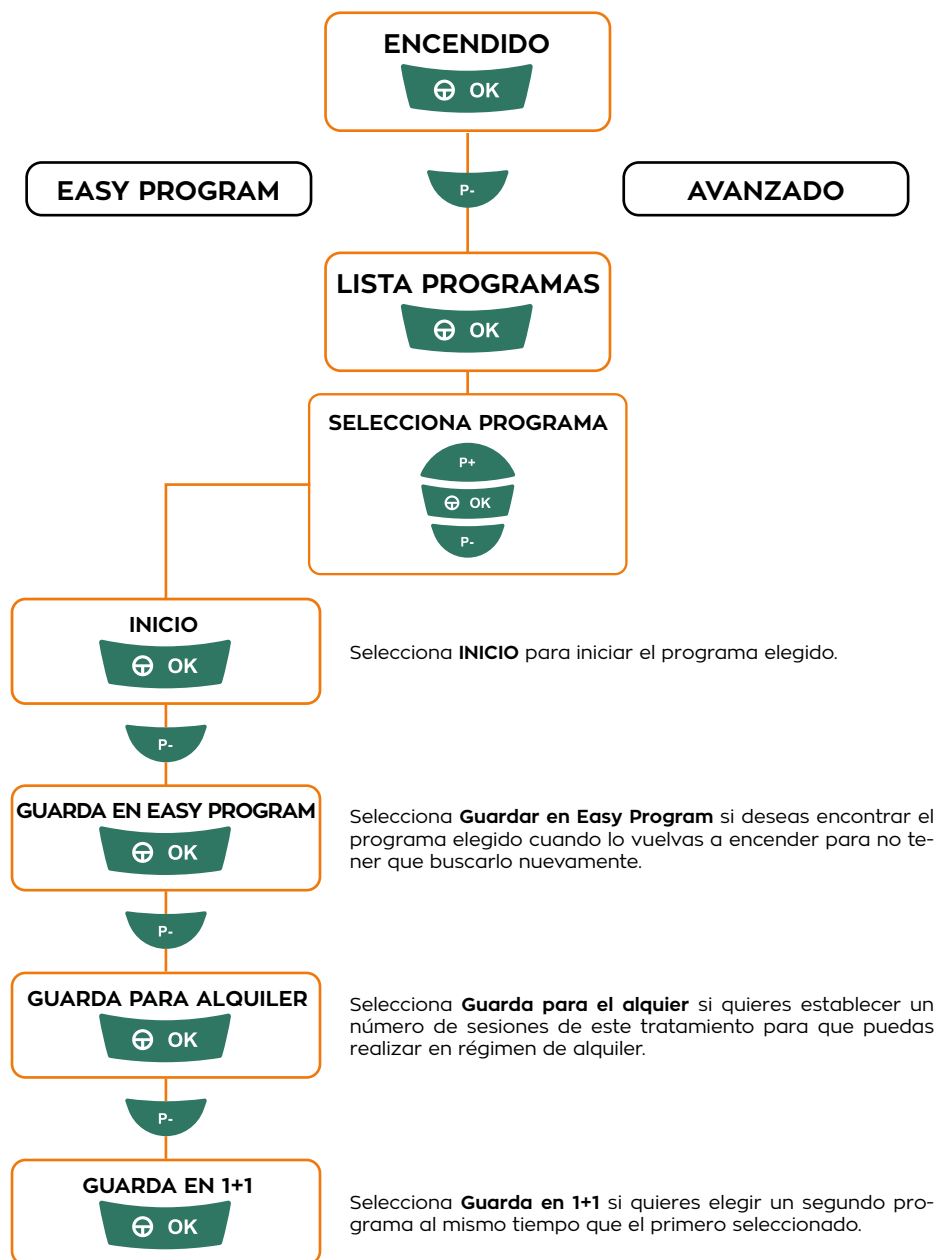 ENCENDIDO
OK
EASY PROGRAM
P-
AVANZADO
LISTA PROGRAMAS
OK
SELECCIONA PROGRAMA
P+
OK
P-
INICIO
OK
Selecciona INICIO para iniciar el programa elegido.
P-
GUARDA EN EASY PROGRAM
OK
Selecciona Guardar en Easy Program si deseas encontrar el
programa elegido cuando lo vuelvas a encender para no te-
ner que buscarlo nuevamente.
P-
GUARDA PARA ALQUILER
OK
Selecciona Guarda para el alquier si quieres establecer un
número de sesiones de este tratamiento para que puedas
realizar en régimen de alquiler.
P-
GUARDA EN 1+1
OK
Selecciona Guarda en 1+1 si quieres elegir un segundo pro-
grama al mismo tiempo que el primero seleccionado.